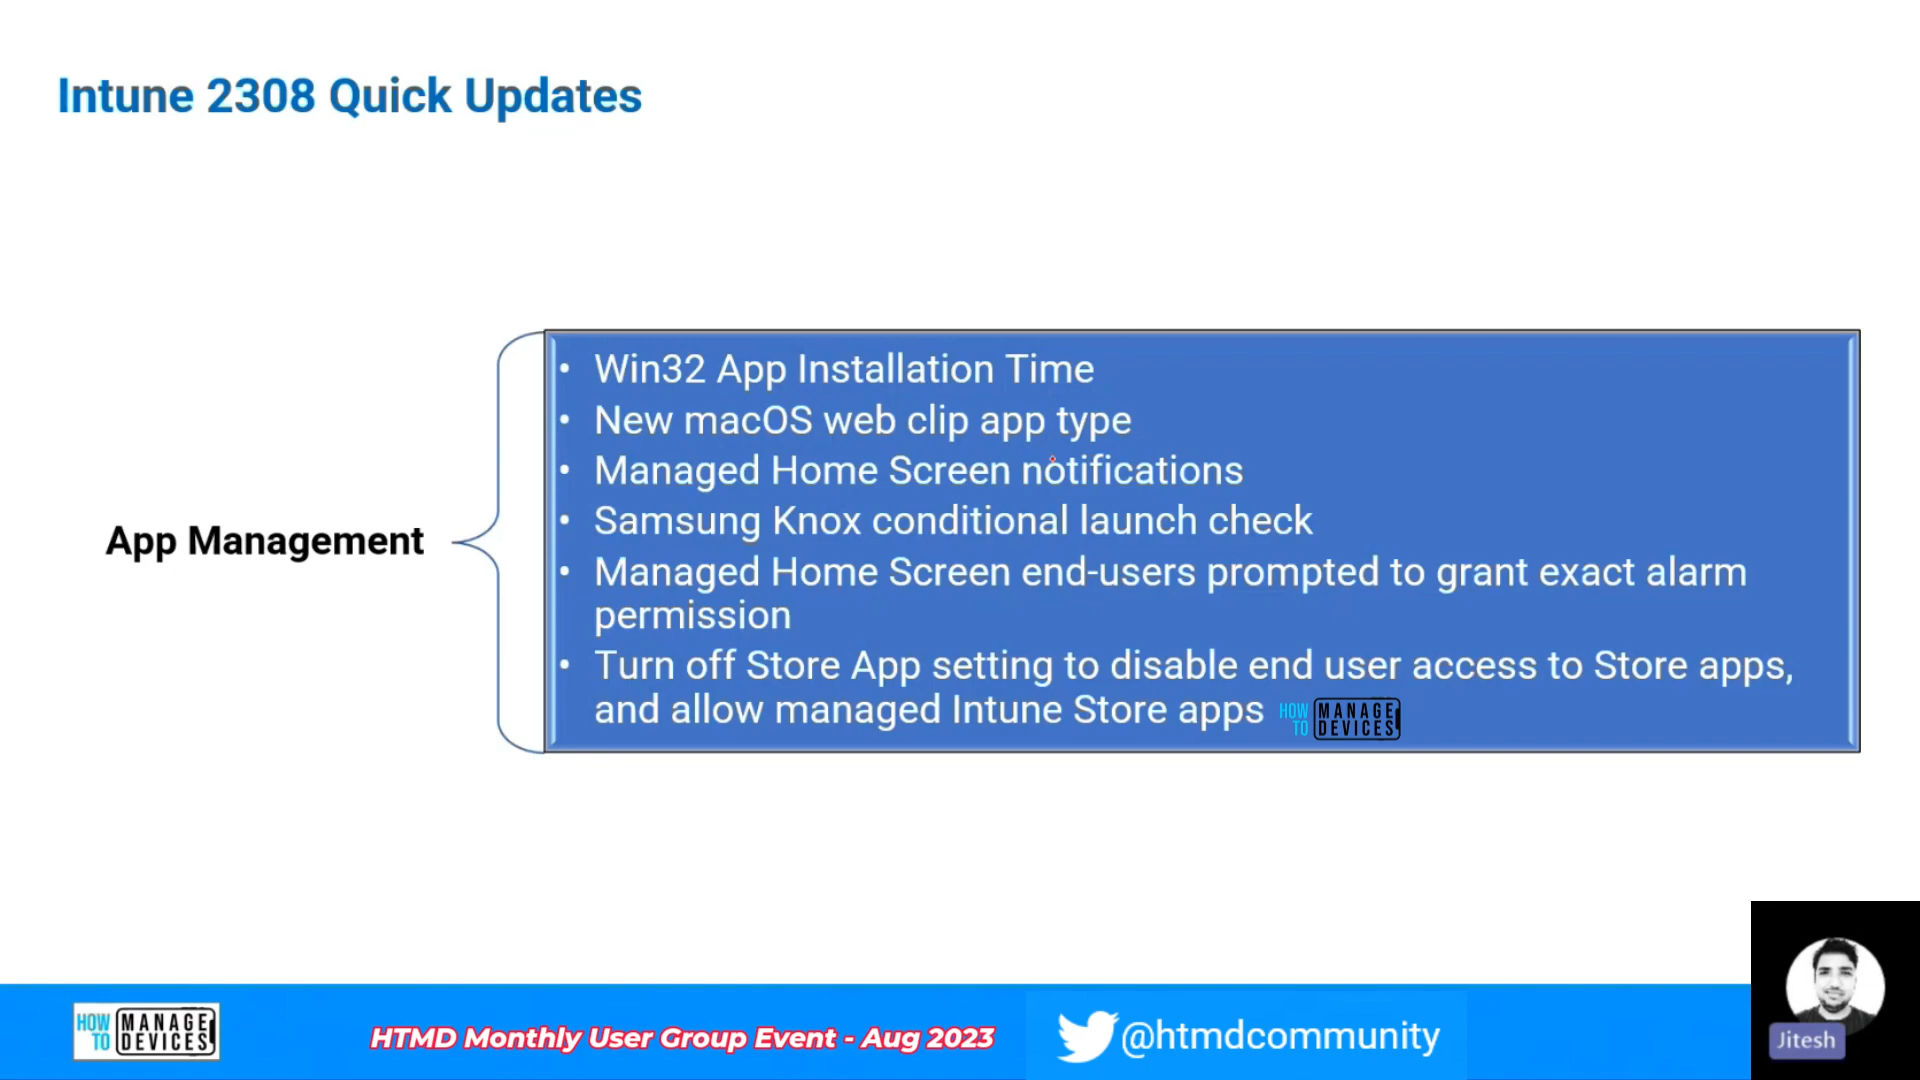 Intune 2308 Quick Updates
App Management
• Win32 App Installation Time
• New macOS web clip app type
• Managed Home Screen notifications
• Samsung Knox conditional launch check
• Managed Home Screen end-users prompted to grant exact alarm
permission
• Turn off Store App setting to disable end user access to Store apps,
and allow managed Intune Store apps
HOW TO MANAGE DEVICES
HOW TO MANAGE DEVICES
HTMD Monthly User Group Event - Aug 2023
@htmdcommunity
Jitesh